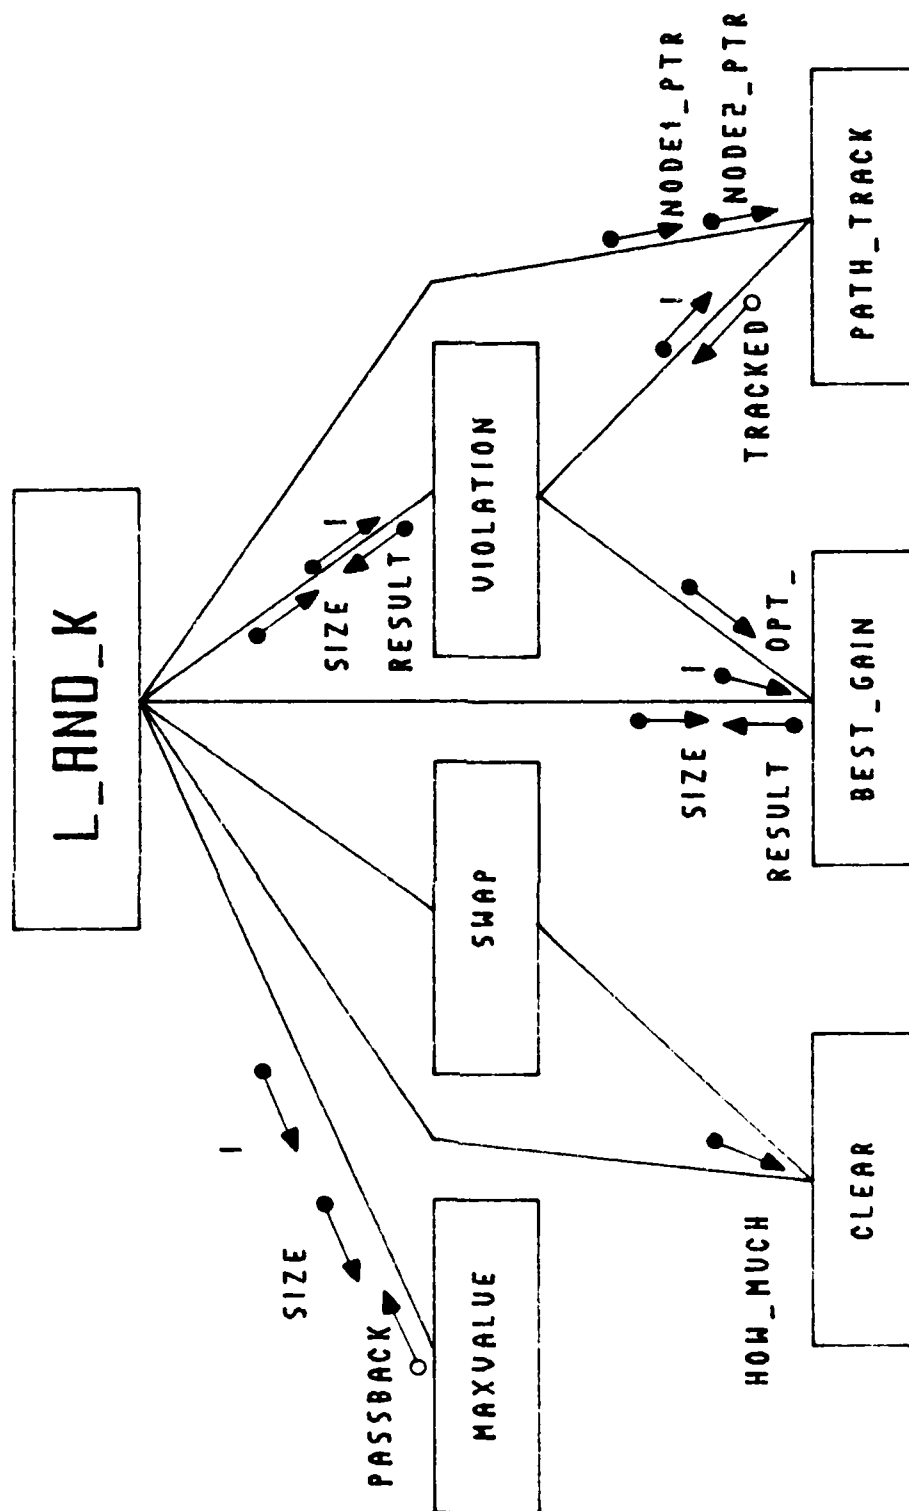 L_AND_K
I
SIZE
PASSBACK
MAXVALUE
SWAP
SIZE
I
RESULT
VIOLATION
NODE1_PTR
NODE2_PTR
I
TRACKED
HOW_MUCH
CLEAR
SIZE
I
RESULT
OPT_
BEST_GAIN
PATH_TRACK